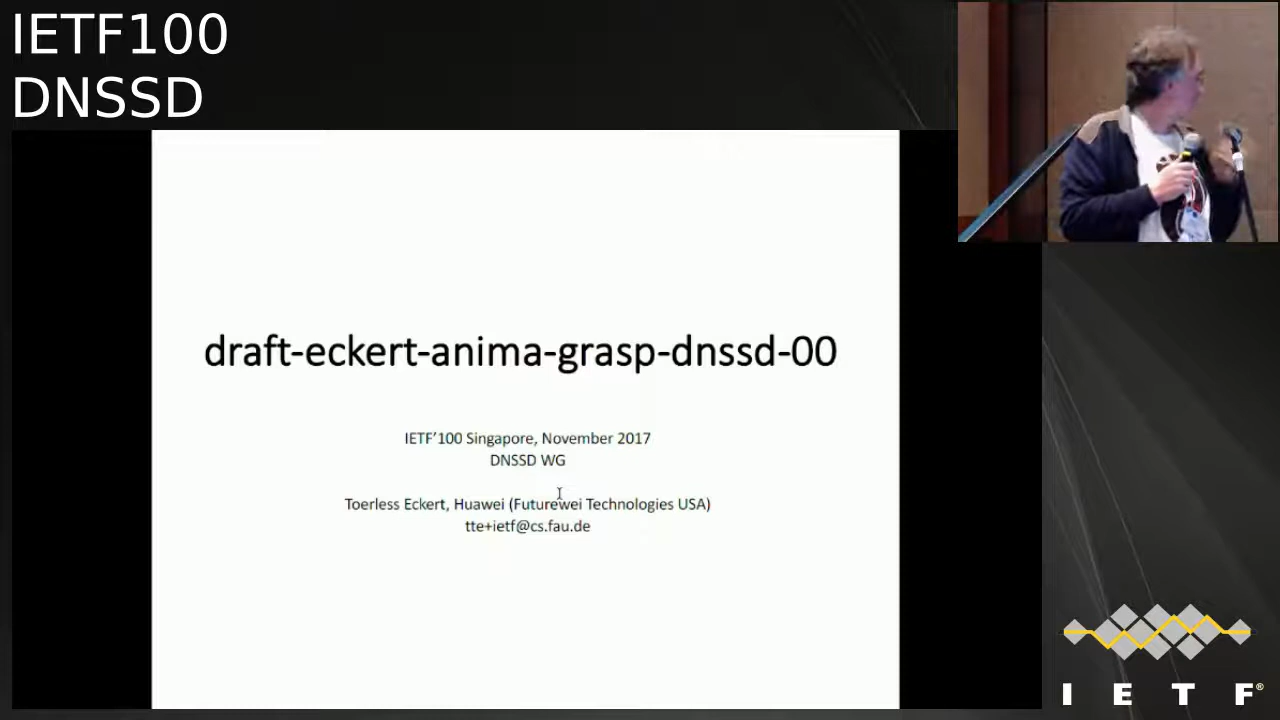 IETF100
DNSSD
draft-eckert-anima-grasp-dnssd-00
IETF'100 Singapore, November 2017
DNSSD WG
Toerless Eckert, Huawei (Futurewei Technologies USA)
tte+ietf@cs.fau.de
I E T F®